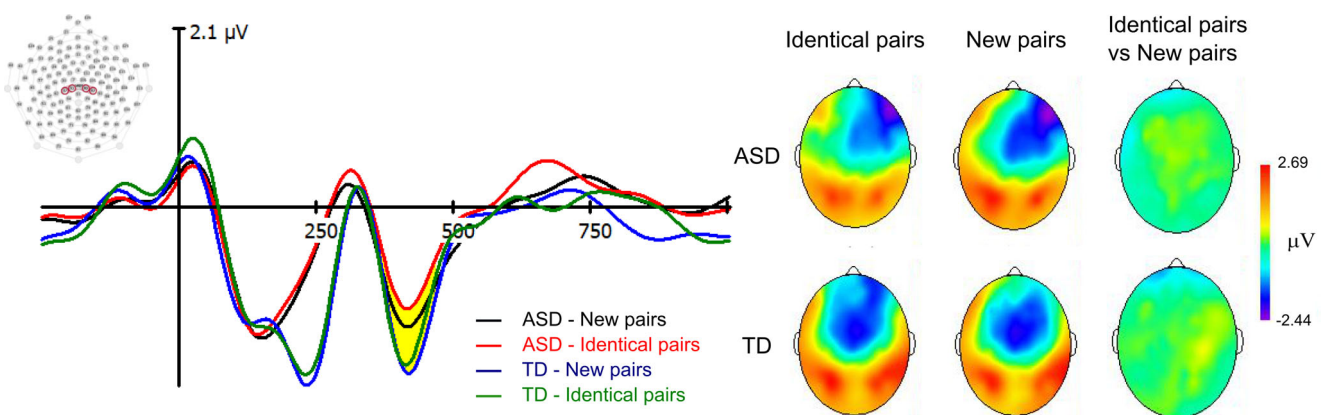 2.1 µV
250
500
750
ASD - New pairs
ASD - Identical pairs
TD - New pairs
TD - Identical pairs
Identical pairs
New pairs
Identical pairs
vs New pairs
ASD
TD
2.69
µV
-2.44